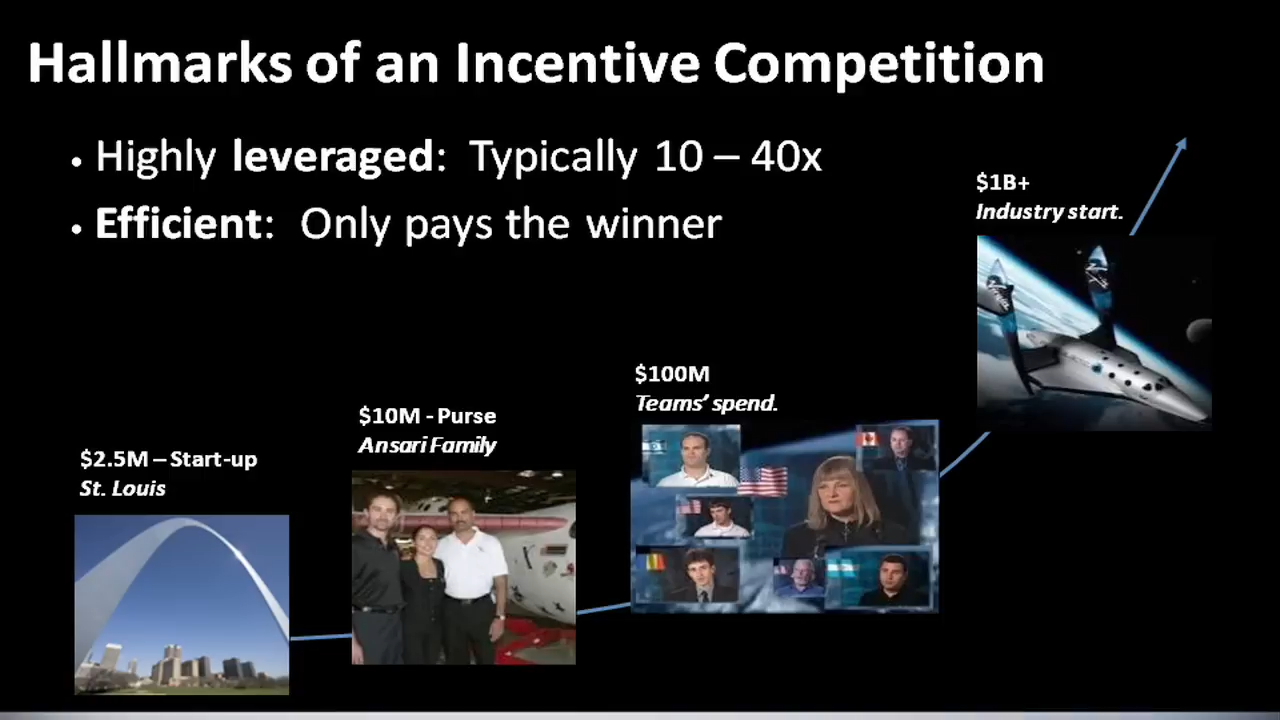 Hallmarks of an Incentive Competition
• Highly leveraged: Typically 10 – 40x
• Efficient: Only pays the winner
$1B+
Industry start.
$100M
Teams' spend.
$10M - Purse
Ansari Family
$2.5M – Start-up
St. Louis